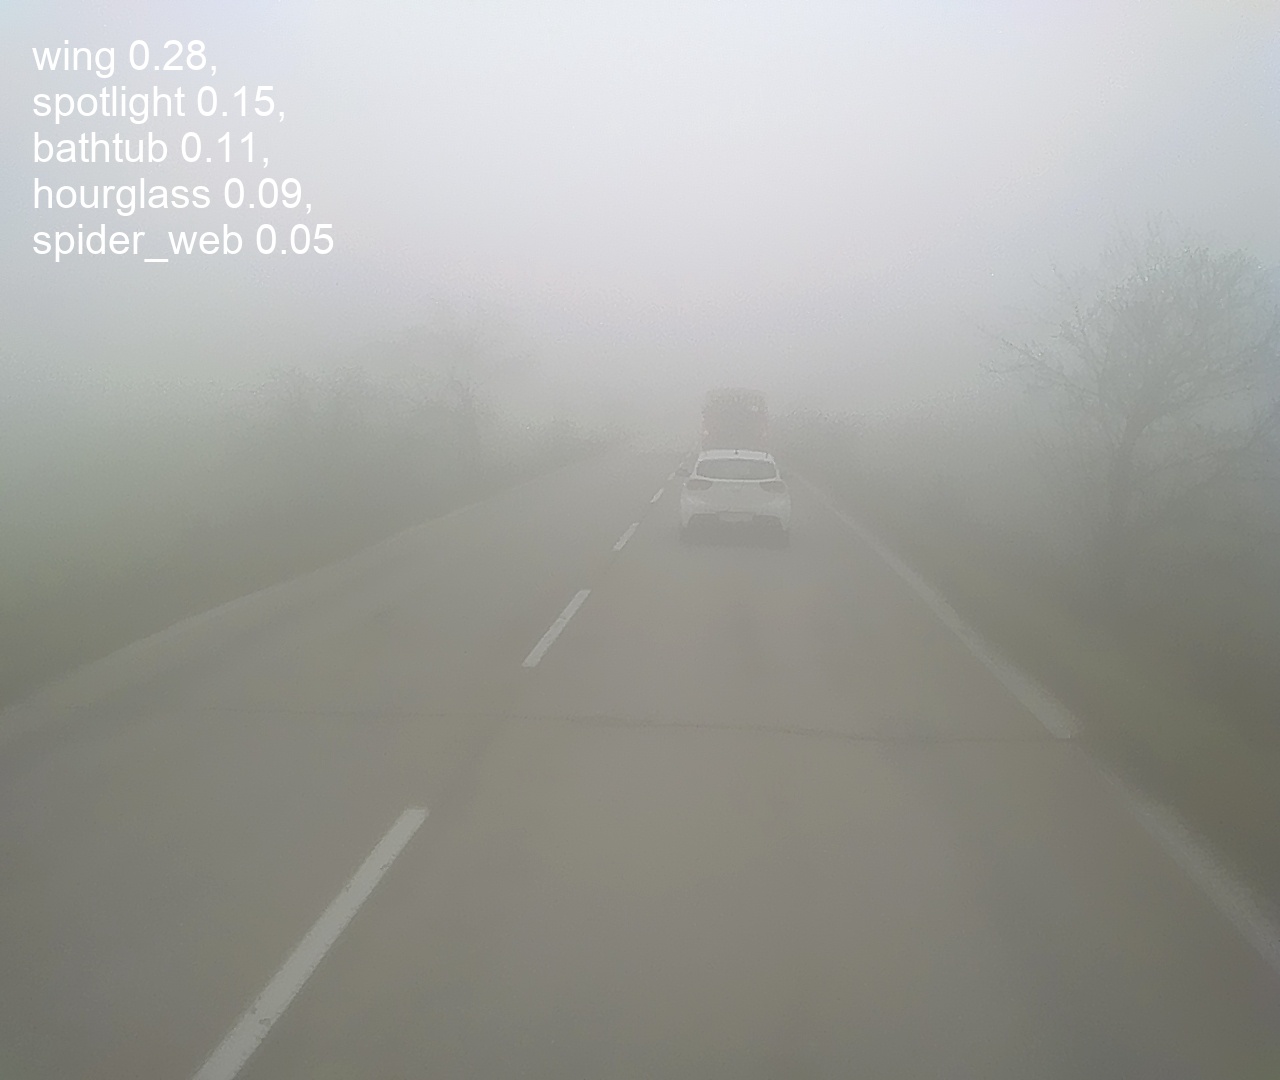 wing 0.28,
spotlight 0.15,
bathtub 0.11,
hourglass 0.09,
spider_web 0.05